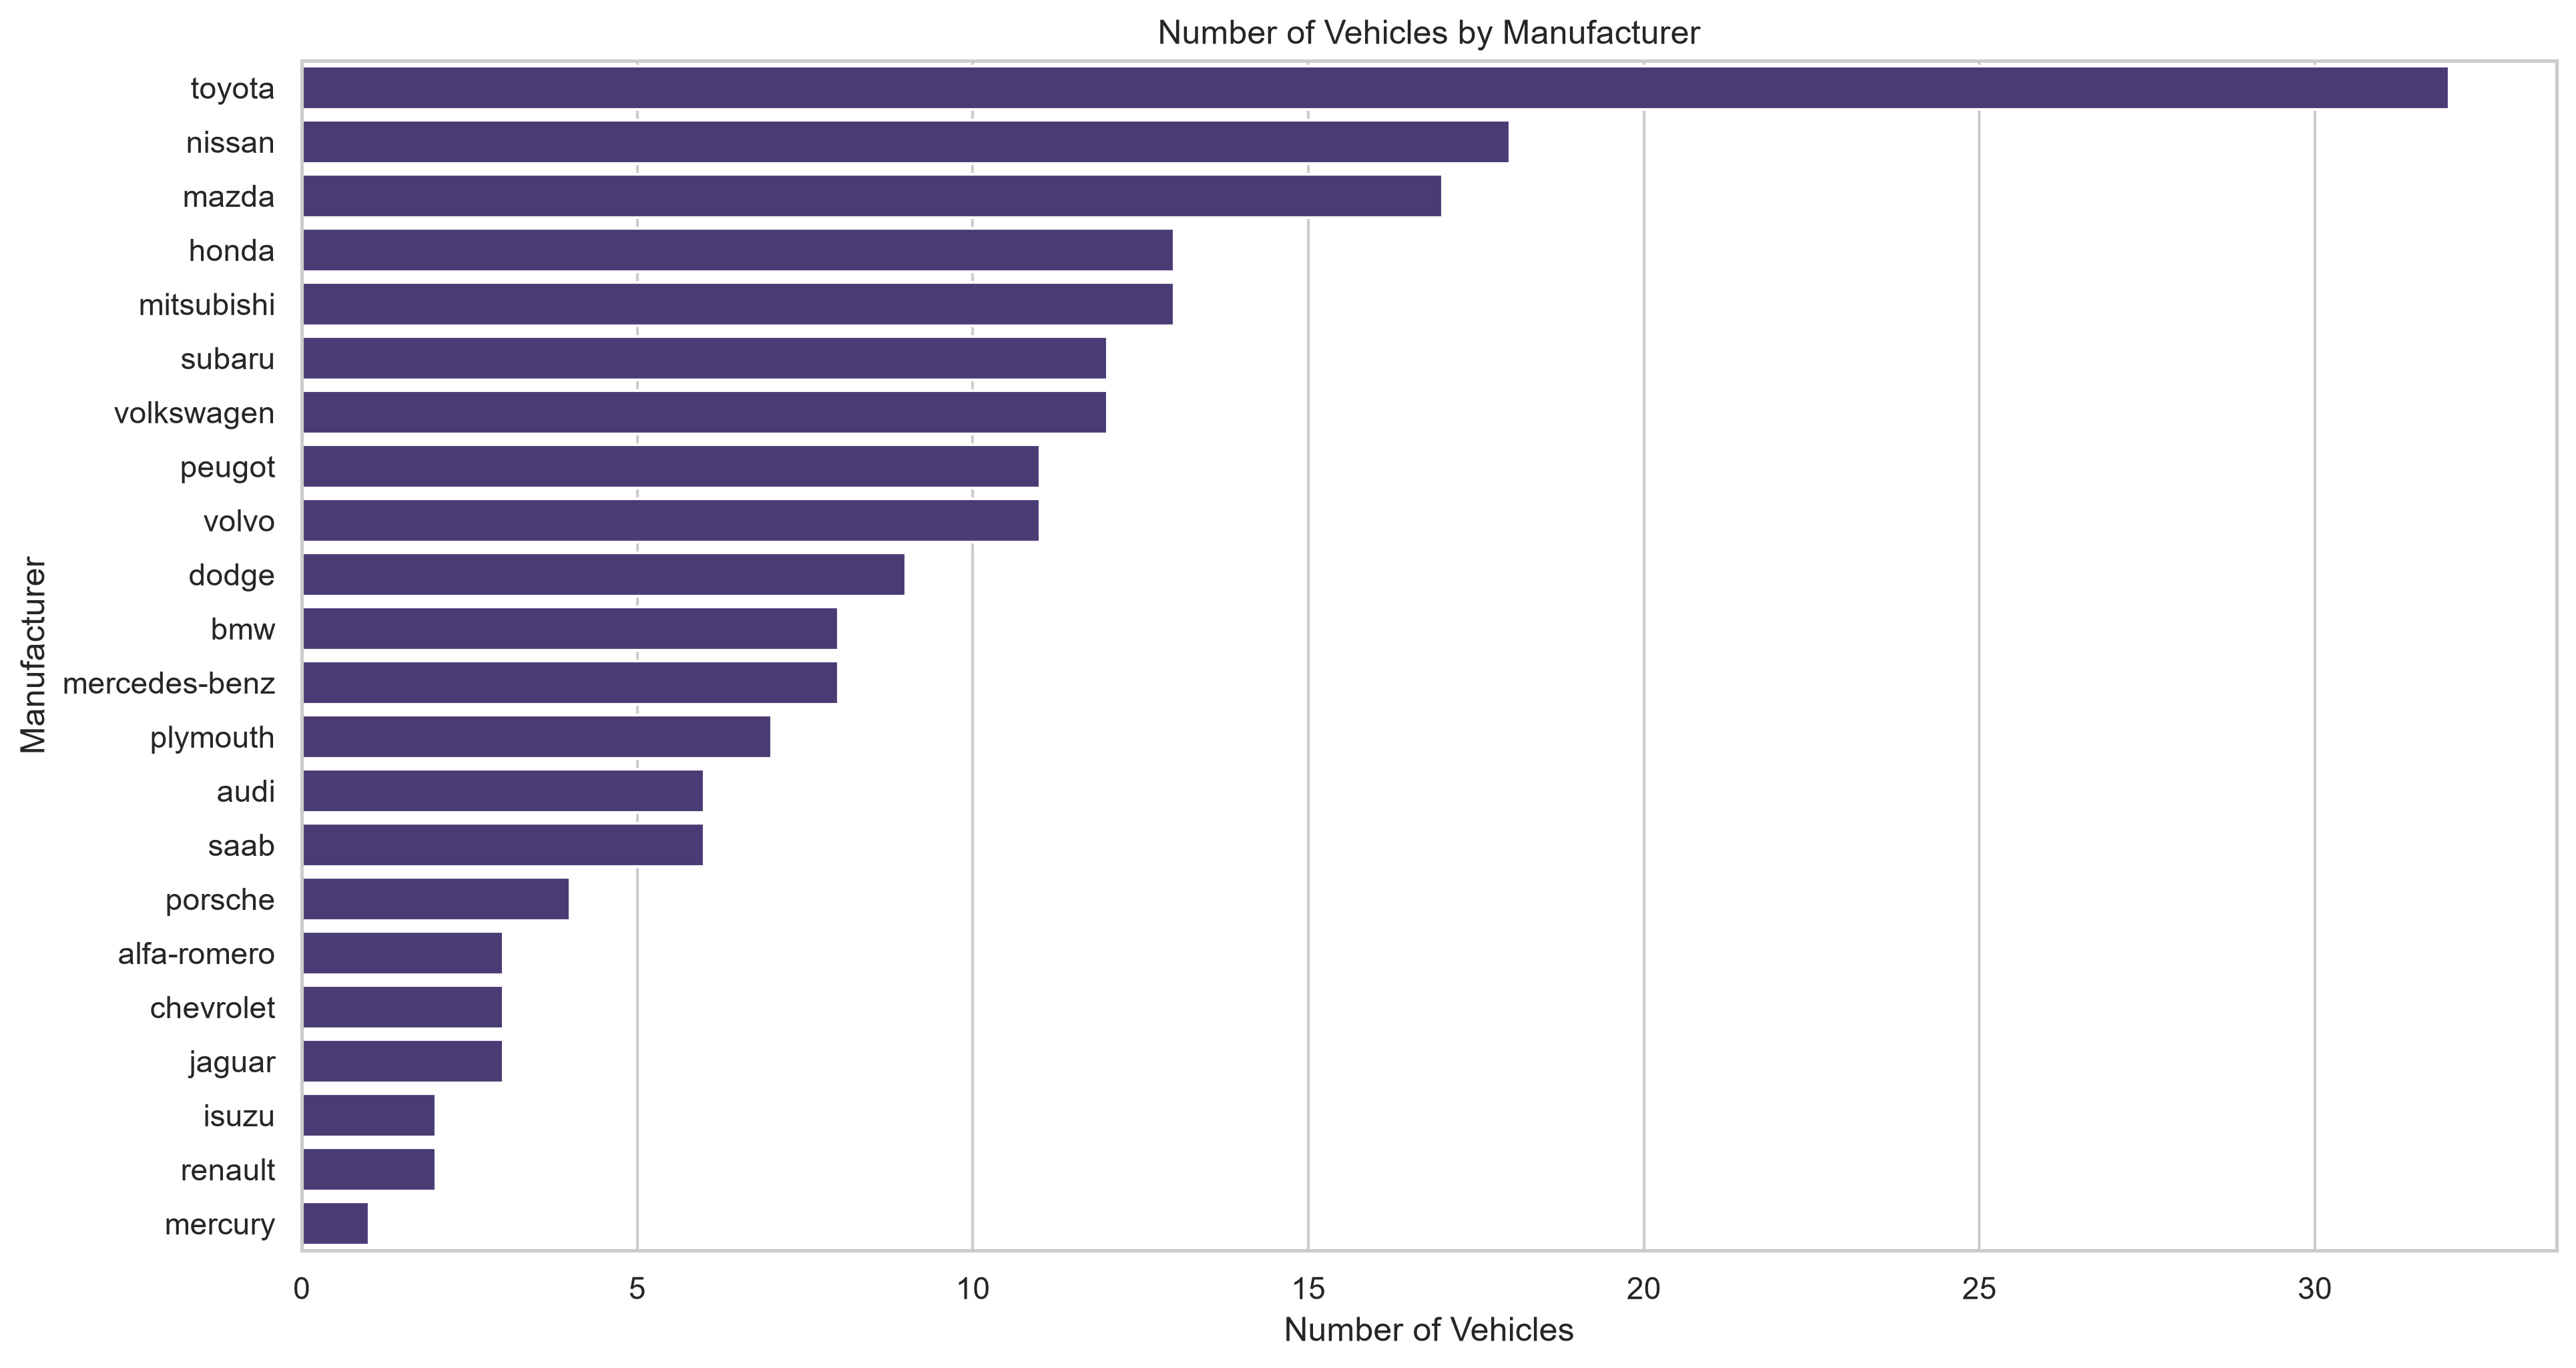 Number of Vehicles by Manufacturer
toyota
nissan
mazda
honda
mitsubishi
subaru
volkswagen
peugot
volvo
dodge
bmw
mercedes-benz
plymouth
audi
saab
porsche
alfa-romero
chevrolet
jaguar
isuzu
renault
mercury
Manufacturer
0 5 10 15 20 25 30
Number of Vehicles